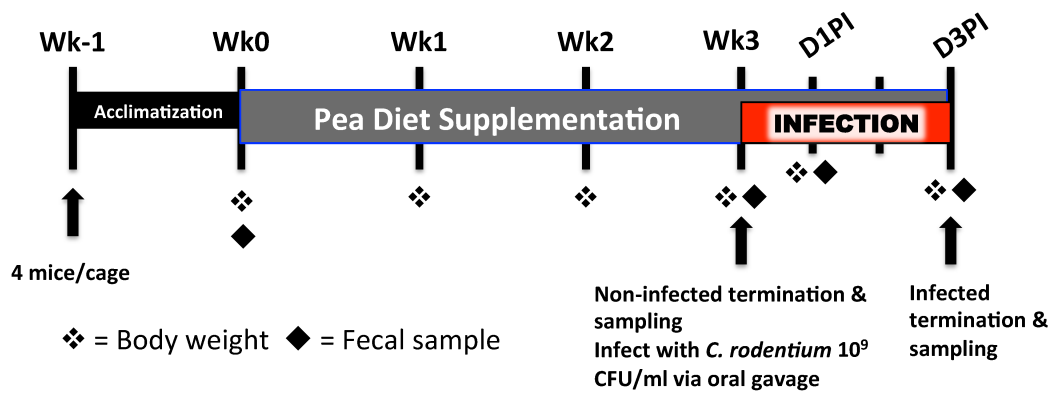 Wk-1 Wk0 Wk1 Wk2 Wk3 D1PI D3PI
Acclimatization Pea Diet Supplementation INFECTION
4 mice/cage
Non-infected termination &
sampling
Infect with C. rodentium 10⁹
CFU/ml via oral gavage
Infected
termination &
sampling
= Body weight = Fecal sample